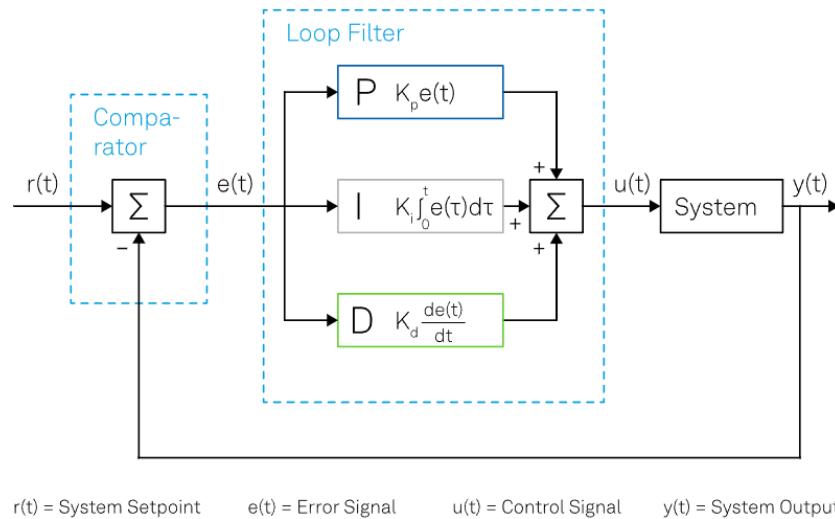 Loop Filter
Compa-
rator
P K_p e(t)
r(t)
Σ
e(t)
I K_i ∫_0^t e(τ)dτ
Σ
u(t)
System
y(t)
−
+
+
+
D K_d de(t)/dt
r(t) = System Setpoint
e(t) = Error Signal
u(t) = Control Signal
y(t) = System Output